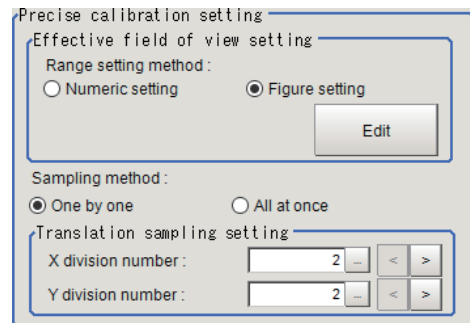 Precise calibration setting
Effective field of view setting
Range setting method :
Numeric setting Figure setting
Edit
Sampling method :
One by one All at once
Translation sampling setting
X division number : 2 ... < >
Y division number : 2 ... < >